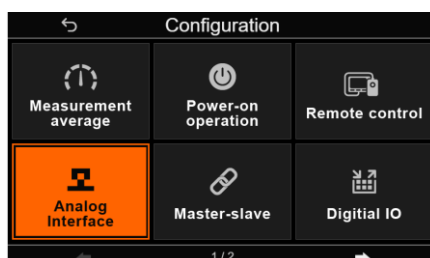 Configuration
Measurement
average
Power-on
operation
Remote control
Analog
Interface
Master-slave
Digitial IO
1/2